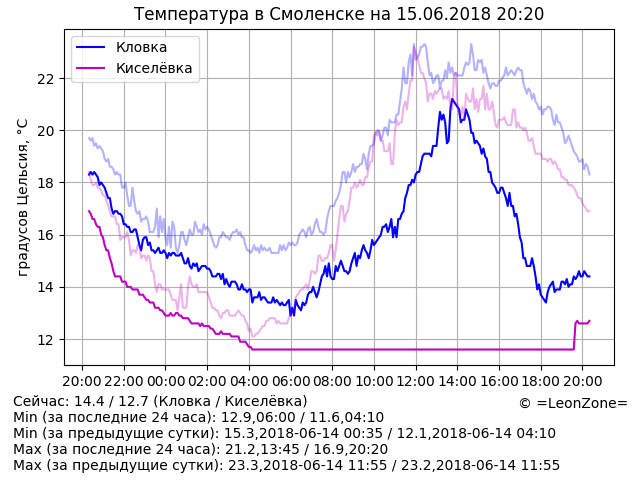 Температура в Смоленске на 15.06.2018 20:20
Кловка
Киселёвка
градусов Цельсия, °C
22
20
18
16
14
12
20:00 22:00 00:00 02:00 04:00 06:00 08:00 10:00 12:00 14:00 16:00 18:00 20:00
Сейчас: 14.4 / 12.7 (Кловка / Киселёвка)
© =LeonZone=
Min (за последние 24 часа): 12.9,06:00 / 11.6,04:10
Min (за предыдущие сутки): 15.3,2018-06-14 00:35 / 12.1,2018-06-14 04:10
Max (за последние 24 часа): 21.2,13:45 / 16.9,20:20
Max (за предыдущие сутки): 23.3,2018-06-14 11:55 / 23.2,2018-06-14 11:55